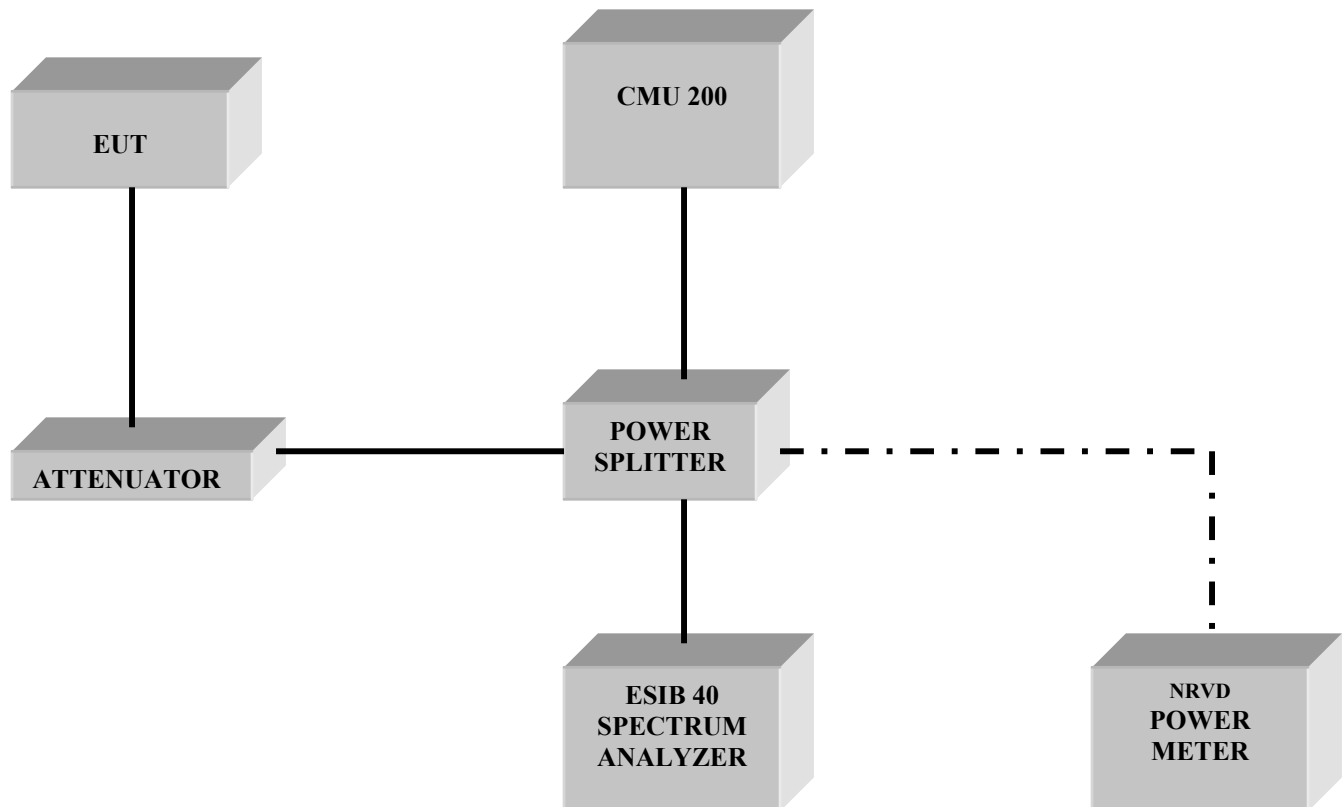 EUT
CMU 200
ATTENUATOR
POWER
SPLITTER
ESIB 40
SPECTRUM
ANALYZER
NRVD
POWER
METER